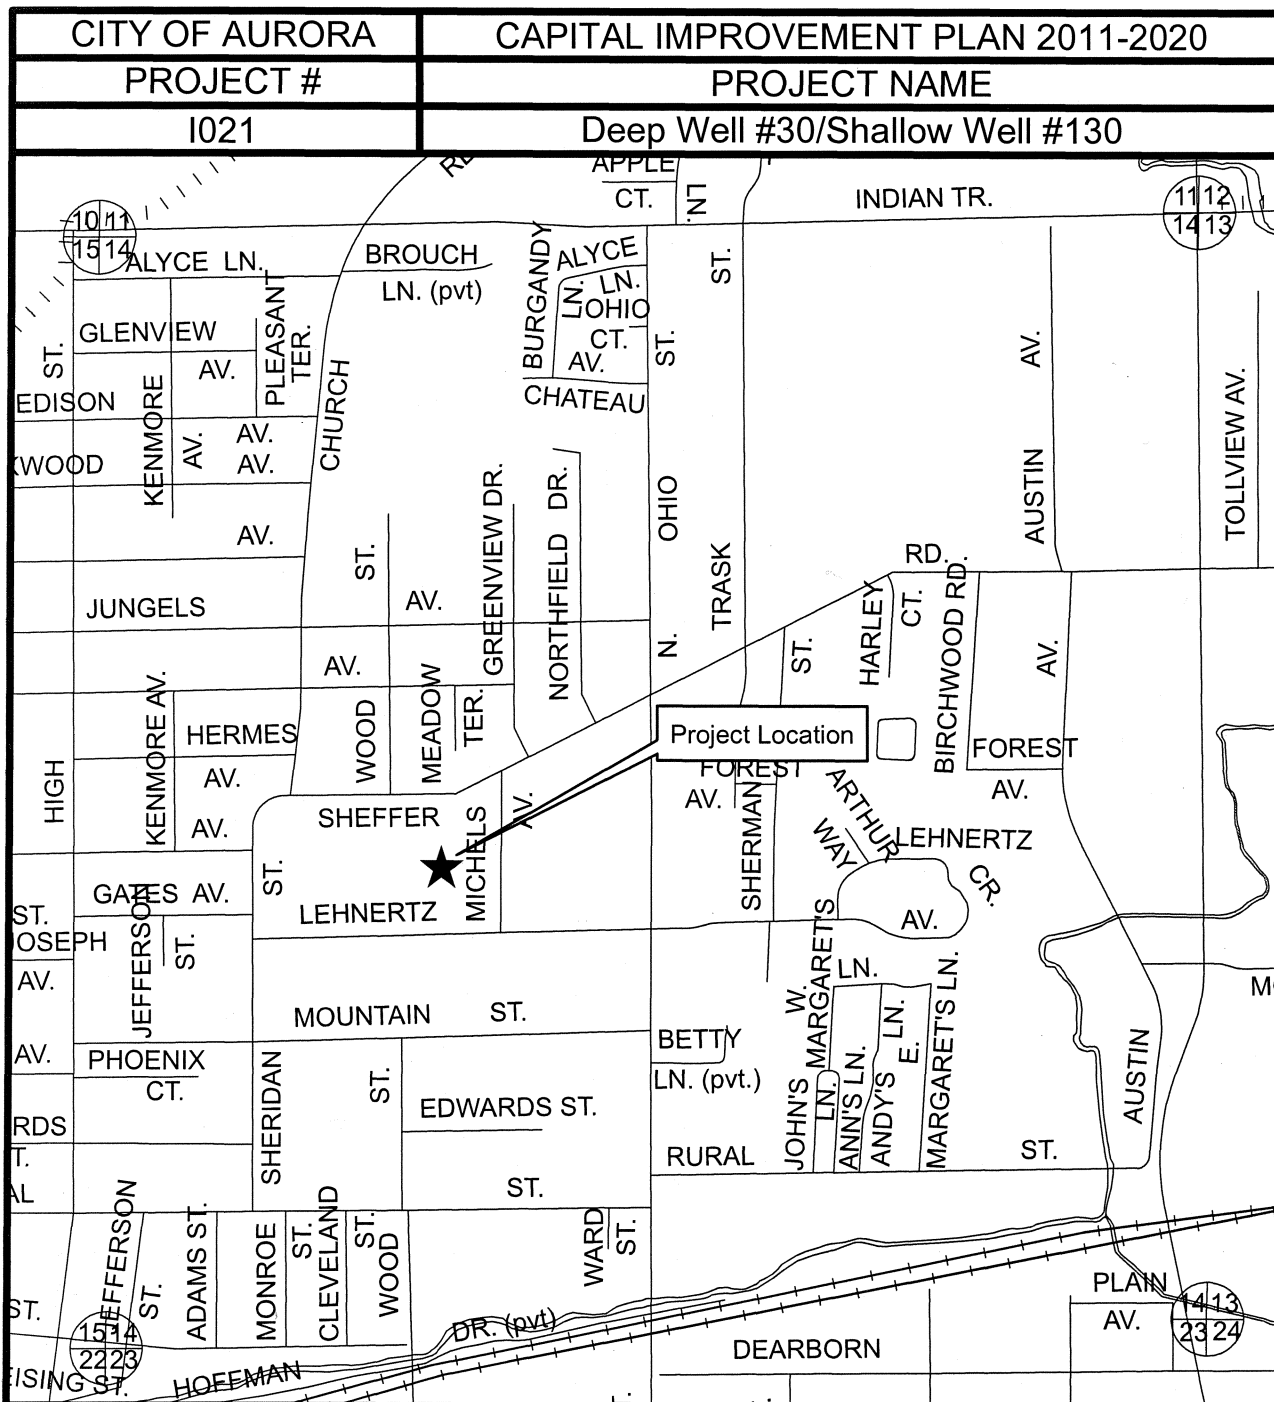 CITY OF AURORA
CAPITAL IMPROVEMENT PLAN 2011-2020
PROJECT #
PROJECT NAME
I021
Deep Well #30/Shallow Well #130
APPLE
CT.
LN.
INDIAN TR.
10 11
15 14
11 12
14 13
ALYCE LN.
BROUCH
LN. (pvt)
BURGANDY
LN.
ALYCE
LN.
OHIO
CT.
AV.
CHATEAU
ST.
ST.
GLENVIEW
AV.
PLEASANT
TER.
ST.
EDISON
AV.
KENMORE
AV.
AV.
CHURCH
AV.
AUSTIN
AV.
TOLLVIEW AV.
JUNGELS
AV.
ST.
GREENVIEW DR.
NORTHFIELD DR.
N. OHIO
TRASK
RD.
HARLEY
CT.
BIRCHWOOD RD.
ST.
AV.
AV.
KENMORE AV.
HERMES
AV.
WOOD
MEADOW
TER.
Project Location
HIGH
AV.
SHEFFER
MICHELS
AV.
FOREST
AV.
SHERMAN
ARTHUR
WAY
FOREST
AV.
LEHNERTZ
CR.
AV.
GATES AV.
ST.
LEHNERTZ
ST.
JEFFERSON
ST.
AV.
MOUNTAIN ST.
W.
MARGARET'S
LN.
E.
LN.
MARGARET'S LN.
AV.
PHOENIX
CT.
SHERIDAN
ST.
EDWARDS ST.
BETTY
LN. (pvt.)
JOHN'S
LN.
ANN'S LN.
ANDY'S
AUSTIN
RURAL
ST.
ST.
JEFFERSON
ST.
ADAMS ST.
MONROE
ST.
CLEVELAND
ST.
WOOD
WARD
ST.
ST.
15 14
22 23
HOFFMAN
DR. (pvt)
DEARBORN
PLAIN
AV.
14 13
23 24
ST.